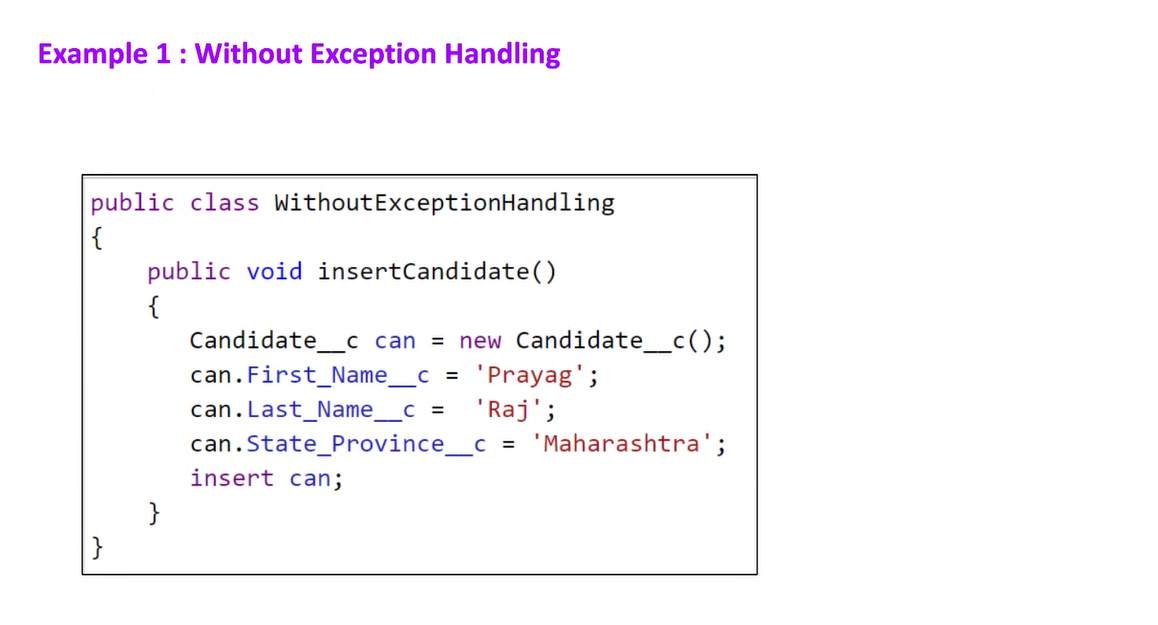 Example 1 : Without Exception Handling
public class WithoutExceptionHandling
{
public void insertCandidate()
{
Candidate__c can = new Candidate__c();
can.First_Name__c = 'Prayag';
can.Last_Name__c =  'Raj';
can.State_Province__c = 'Maharashtra';
insert can;
}
}